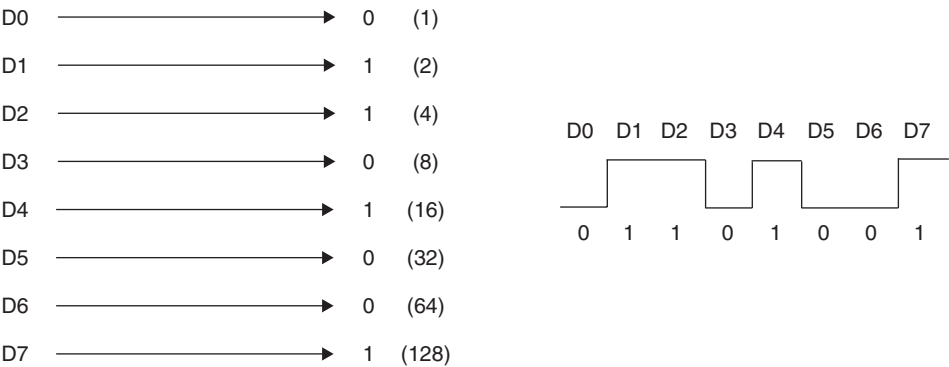 D0 0 (1)
D1 1 (2)
D2 1 (4)
D3 0 (8)
D4 1 (16)
D5 0 (32)
D6 0 (64)
D7 1 (128)
D0 D1 D2 D3 D4 D5 D6 D7
0 1 1 0 1 0 0 1